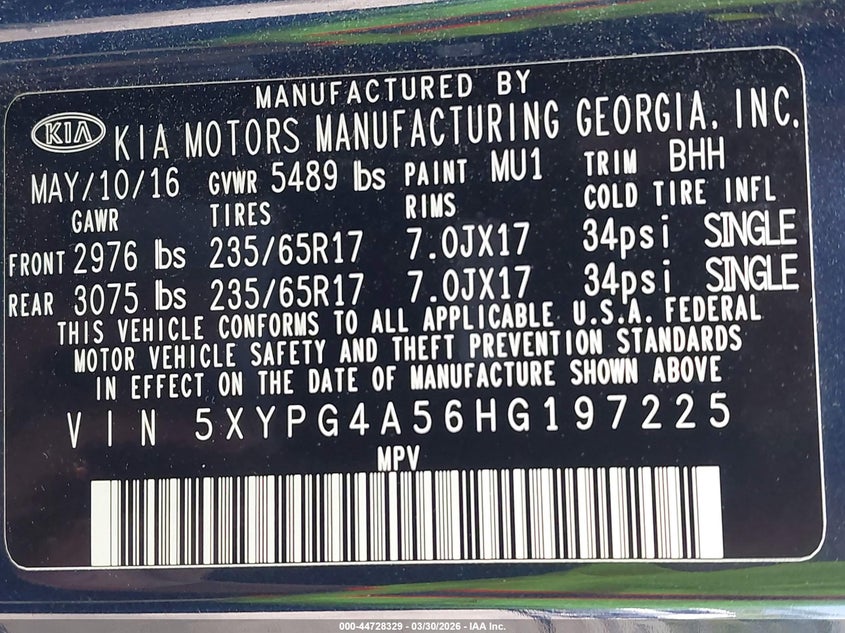 MANUFACTURED BY
KIA KIA MOTORS MANUFACTURING GEORGIA, INC.
MAY/10/16 GVWR 5489 lbs PAINT MU1 TRIM BHH
GAWR TIRES RIMS COLD TIRE INFL
FRONT 2976 lbs 235/65R17 7.0JX17 34psi SINGLE
REAR 3075 lbs 235/65R17 7.0JX17 34psi SINGLE
THIS VEHICLE CONFORMS TO ALL APPLICABLE U.S.A. FEDERAL
MOTOR VEHICLE SAFETY AND THEFT PREVENTION STANDARDS
IN EFFECT ON THE DATE OF MANUFACTURE SHOWN ABOVE
VIN 5XYPG4A56HG197225
MPV
000-44728329 - 03/30/2026 - IAA Inc.